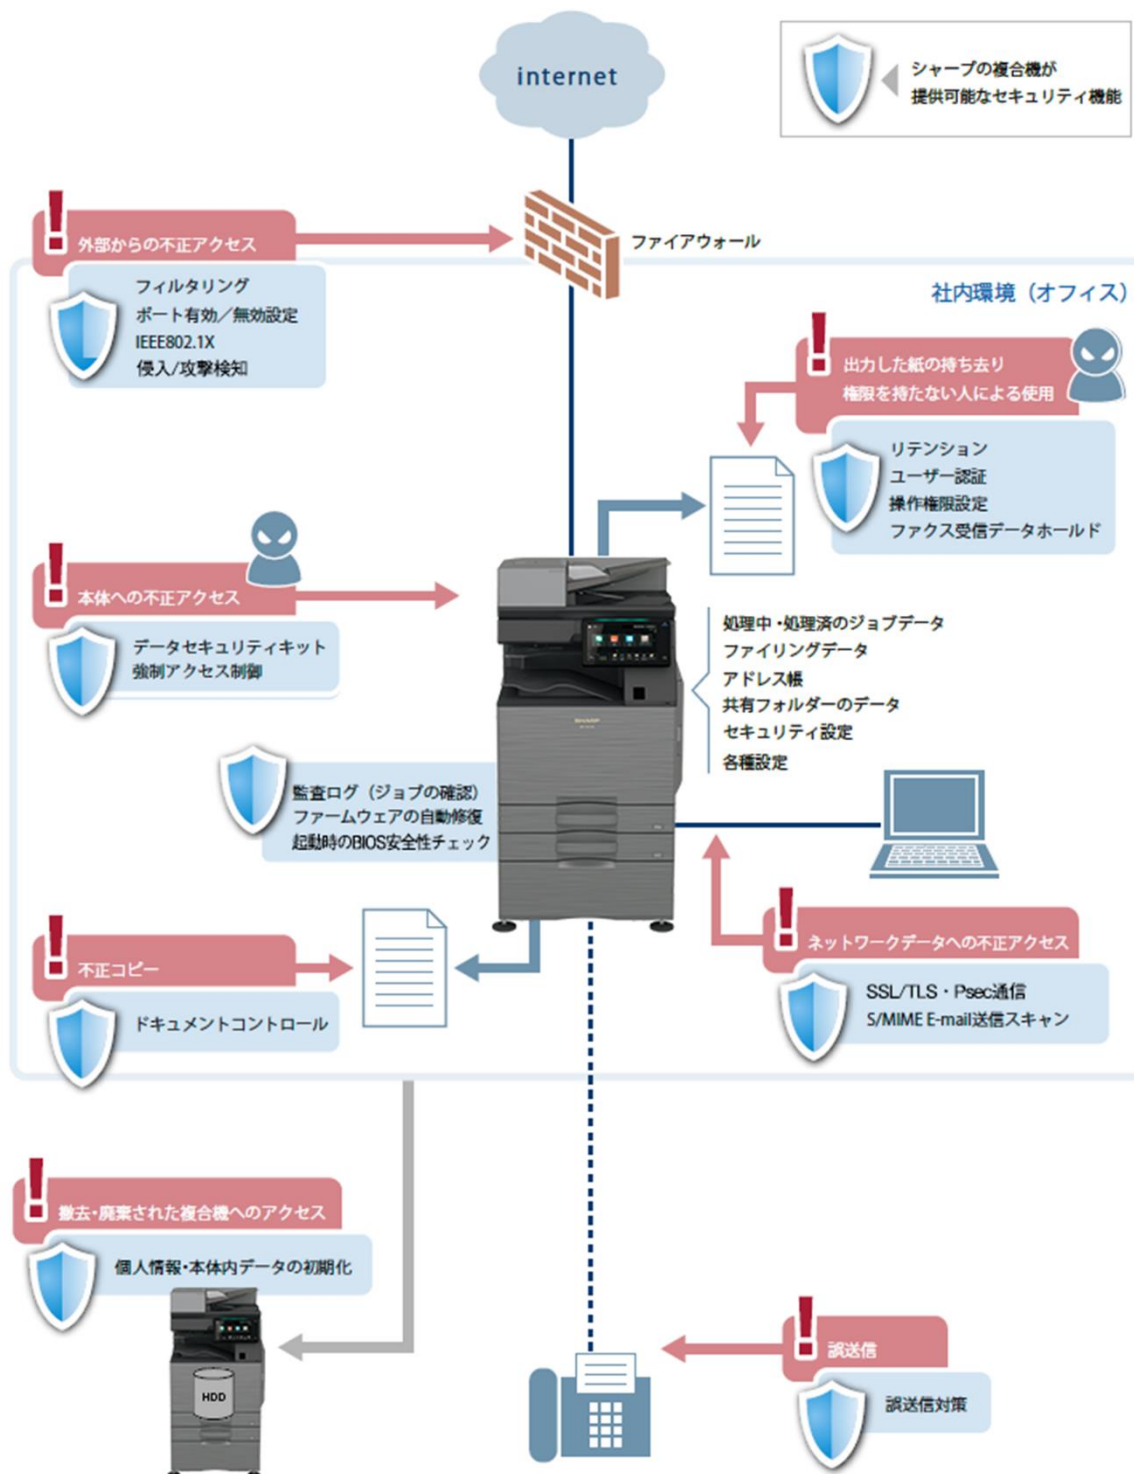 internet
シャープの複合機が
提供可能なセキュリティ機能
外部からの不正アクセス
ファイアウォール
フィルタリング
ポート有効／無効設定
IEEE802.1X
侵入/攻撃検知
社内環境（オフィス）
出力した紙の持ち去り
権限を持たない人による使用
リテンション
ユーザー認証
操作権限設定
ファクス受信データホールド
本体への不正アクセス
データセキュリティキット
強制アクセス制御
処理中・処理済のジョブデータ
ファイリングデータ
アドレス帳
共有フォルダーのデータ
セキュリティ設定
各種設定
SHARP
監査ログ（ジョブの確認）
ファームウェアの自動修復
起動時のBIOS安全性チェック
ネットワークデータへの不正アクセス
SSL/TLS・Psec通信
S/MIME E-mail送信スキャン
不正コピー
ドキュメントコントロール
撤去・廃棄された複合機へのアクセス
個人情報・本体内データの初期化
HDD
誤送信
誤送信対策